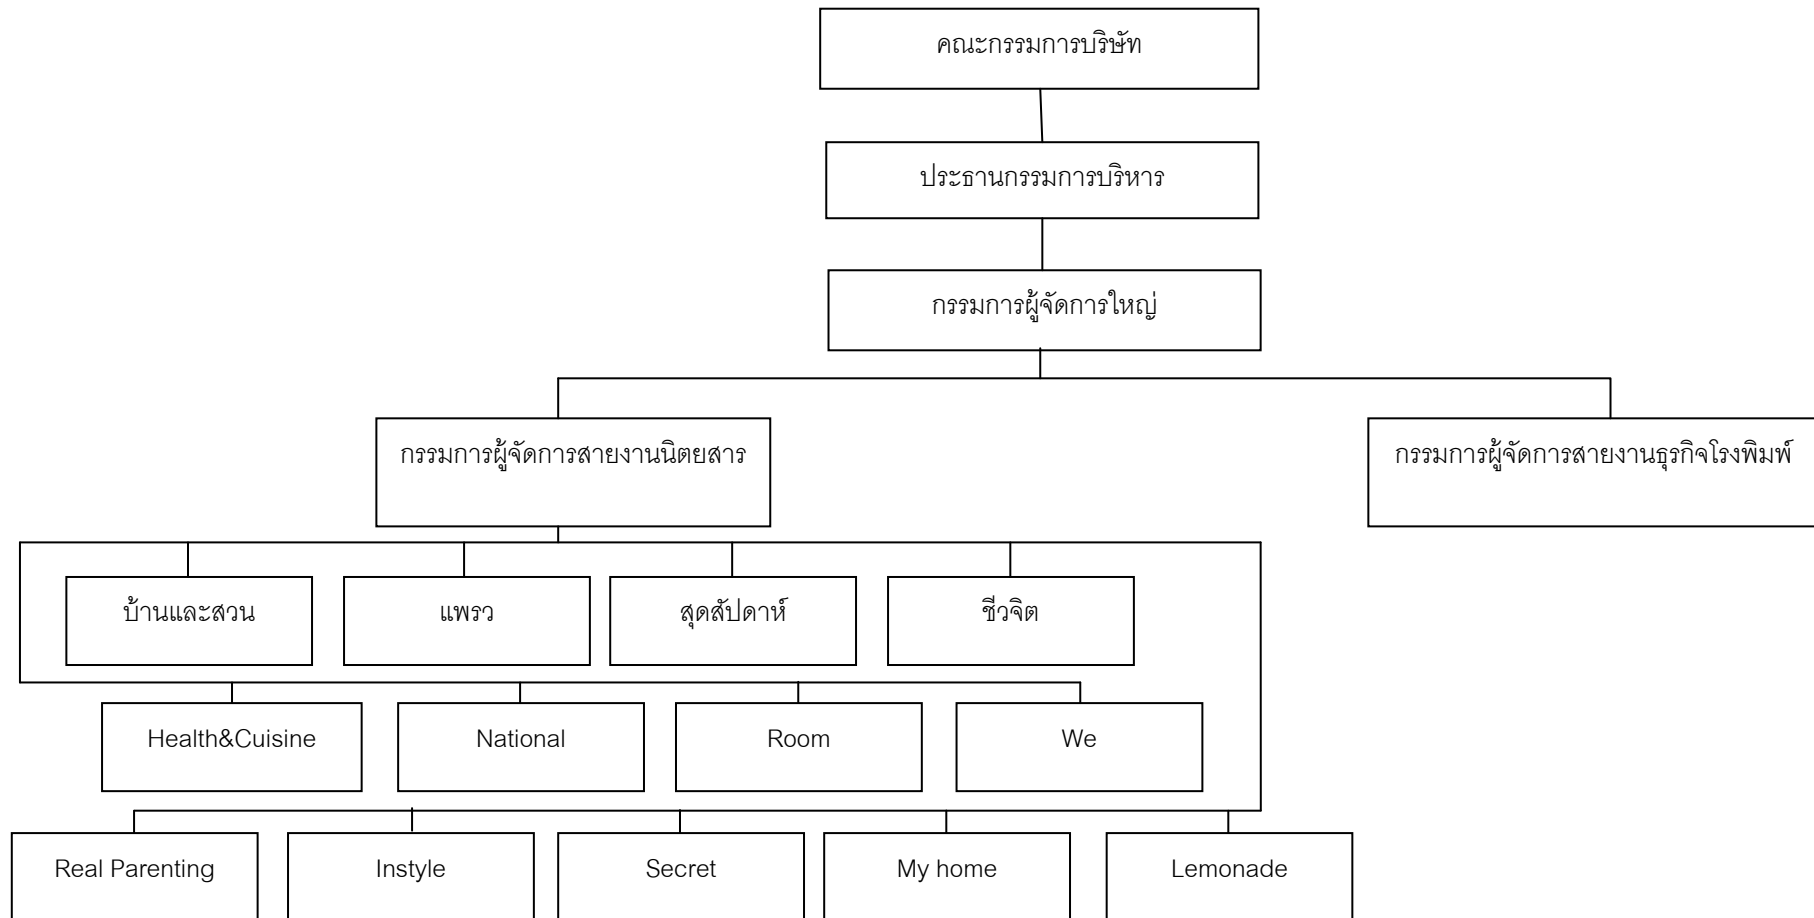 คณะกรรมการบริษัท
ประธานกรรมการบริหาร
กรรมการผู้จัดการใหญ่
กรรมการผู้จัดการสายงานนิตยสาร
กรรมการผู้จัดการสายงานธุรกิจโรงพิมพ์
บ้านและสวน
แพรว
สุดสัปดาห์
ชีวจิต
Health&Cuisine
National
Room
We
Real Parenting
Instyle
Secret
My home
Lemonade